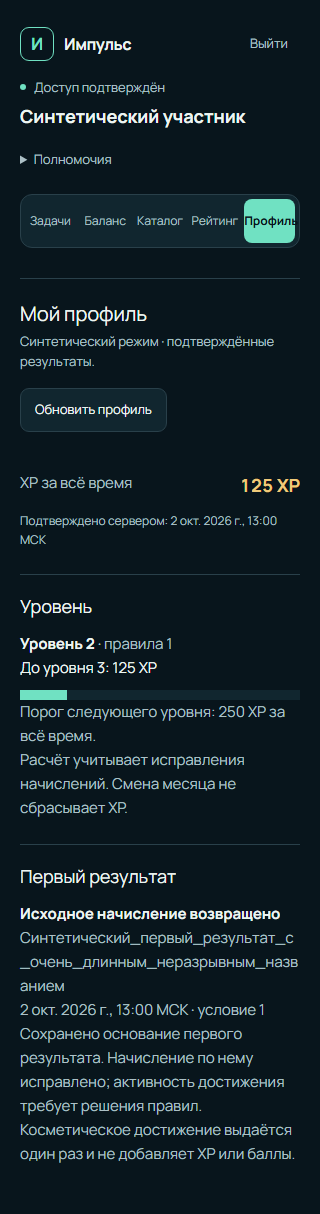 И Импульс Выйти
Доступ подтверждён
Синтетический участник
Полномочия
Задачи Баланс Каталог Рейтинг Профиль
Мой профиль
Синтетический режим · подтверждённые
результаты.
Обновить профиль
XP за всё время 125 XP
Подтверждено сервером: 2 окт. 2026 г., 13:00
МСК
Уровень
Уровень 2 · правила 1
До уровня 3: 125 XP
Порог следующего уровня: 250 XP за
всё время.
Расчёт учитывает исправления
начислений. Смена месяца не
сбрасывает XP.
Первый результат
Исходное начисление возвращено
Синтетический_первый_результат_с
_очень_длинным_неразрывным_назв
анием
2 окт. 2026 г., 13:00 МСК · условие 1
Сохранено основание первого
результата. Начисление по нему
исправлено; активность достижения
требует решения правил.
Косметическое достижение выдаётся
один раз и не добавляет XP или баллы.